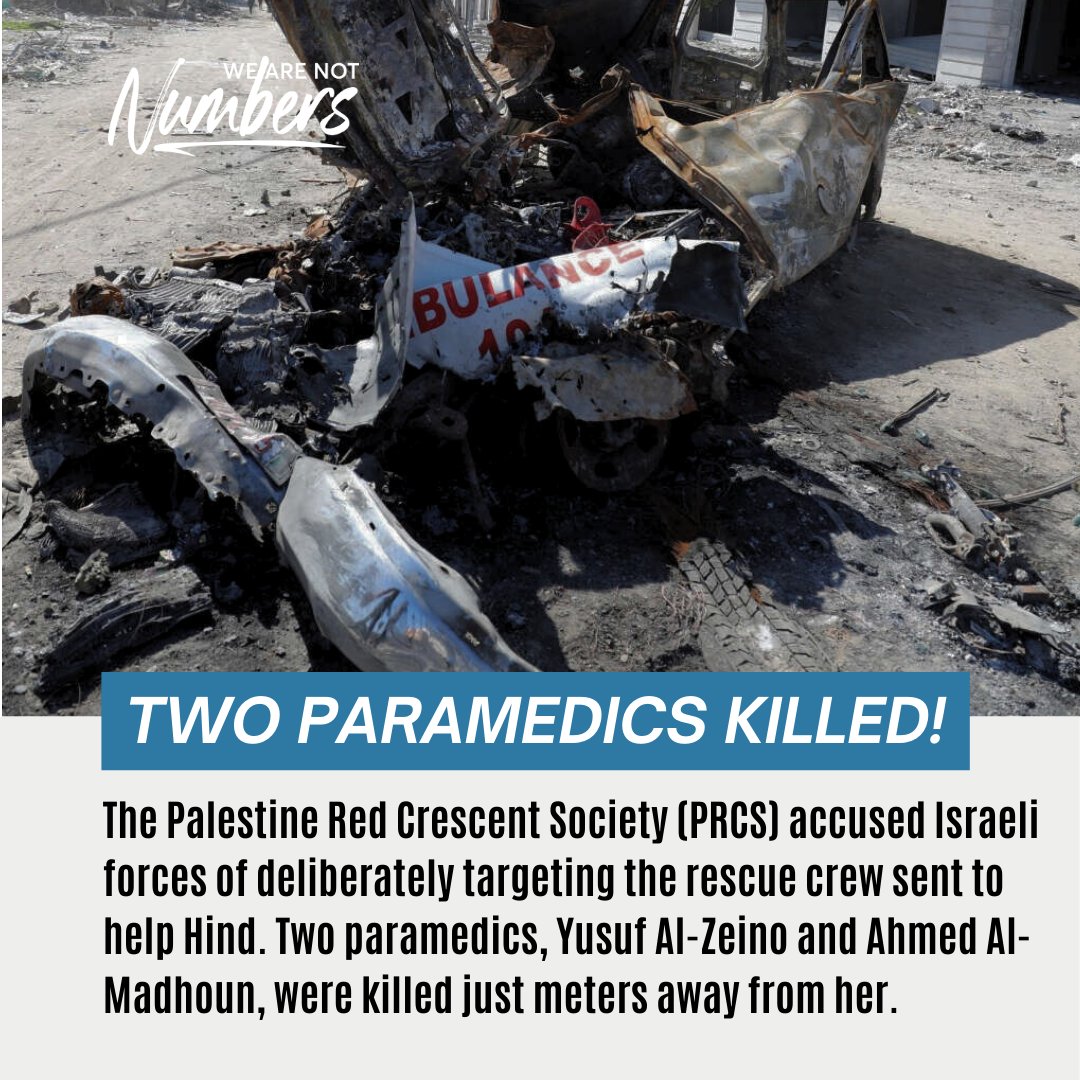 WE ARE NOT
Numbers
BULANCE
10
TWO PARAMEDICS KILLED!
The Palestine Red Crescent Society (PRCS) accused Israeli
forces of deliberately targeting the rescue crew sent to
help Hind. Two paramedics, Yusuf Al-Zeino and Ahmed Al-
Madhoun, were killed just meters away from her.